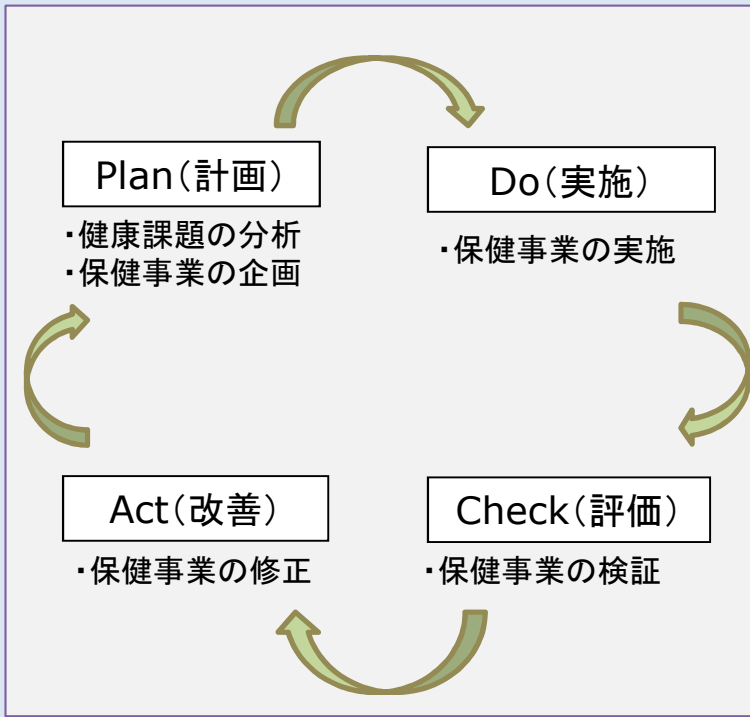 Plan(計画)
・健康課題の分析
・保健事業の企画
Do(実施)
・保健事業の実施
Act(改善)
・保健事業の修正
Check(評価)
・保健事業の検証